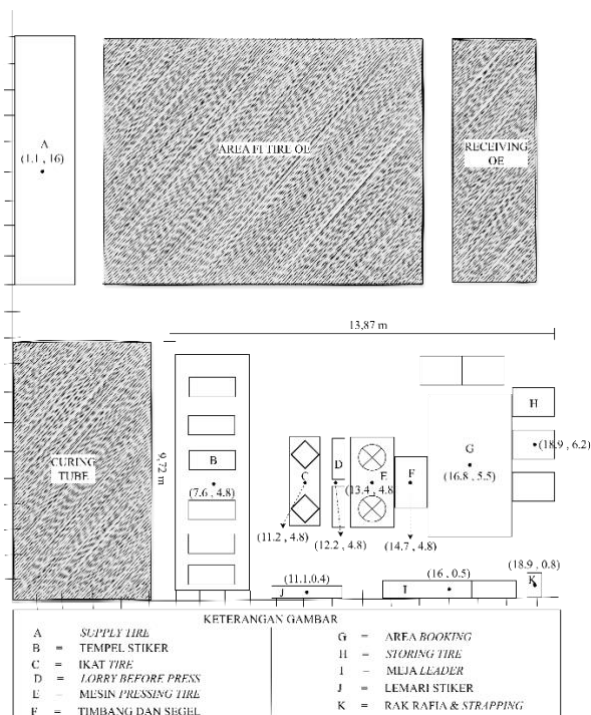 A
(1.1 , 16)
AREA FI TIRE OE
RECEIVING
OE
13,87 m
9,72 m
CURING
TUBE
H
(18.9 , 6.2)
G
(16.8 , 5.5)
B
(7.6 , 4.8)
C
D
E
F
(13.4 , 4.8
(11.2 , 4.8)
(12.2 , 4.8)
(14.7 , 4.8)
(18.9 , 0.8)
(11.1,0.4)
(16 , 0.5)
J
I
K
KETERANGAN GAMBAR
A SUPPLY TIRE
B = TEMPEL STIKER
C = IKAT TIRE
D = LORRY BEFORE PRESS
E – MESIN PRESSING TIRE
F = TIMBANG DAN SEGEL
G = AREA BOOKING
H = STORING TIRE
I – MEJA LEADER
J = LEMARI STIKER
K = RAK RAFIA & STRAPPING